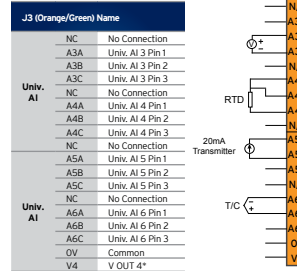 J3 (Orange/Green) Name
NC No Connection
A3A Univ. AI 3 Pin 1
A3B Univ. AI 3 Pin 2
A3C Univ. AI 3 Pin 3
NC No Connection
A4A Univ. AI 4 Pin 1
A4B Univ. AI 4 Pin 2
A4C Univ. AI 4 Pin 3
NC No Connection
Univ.
AI
A5A Univ. AI 5 Pin 1
A5B Univ. AI 5 Pin 2
A5C Univ. AI 5 Pin 3
NC No Connection
A6A Univ. AI 6 Pin 1
A6B Univ. AI 6 Pin 2
A6C Univ. AI 6 Pin 3
0V Common
V4 V OUT 4*
Univ.
AI
RTD
20mA
Transmitter
T/C